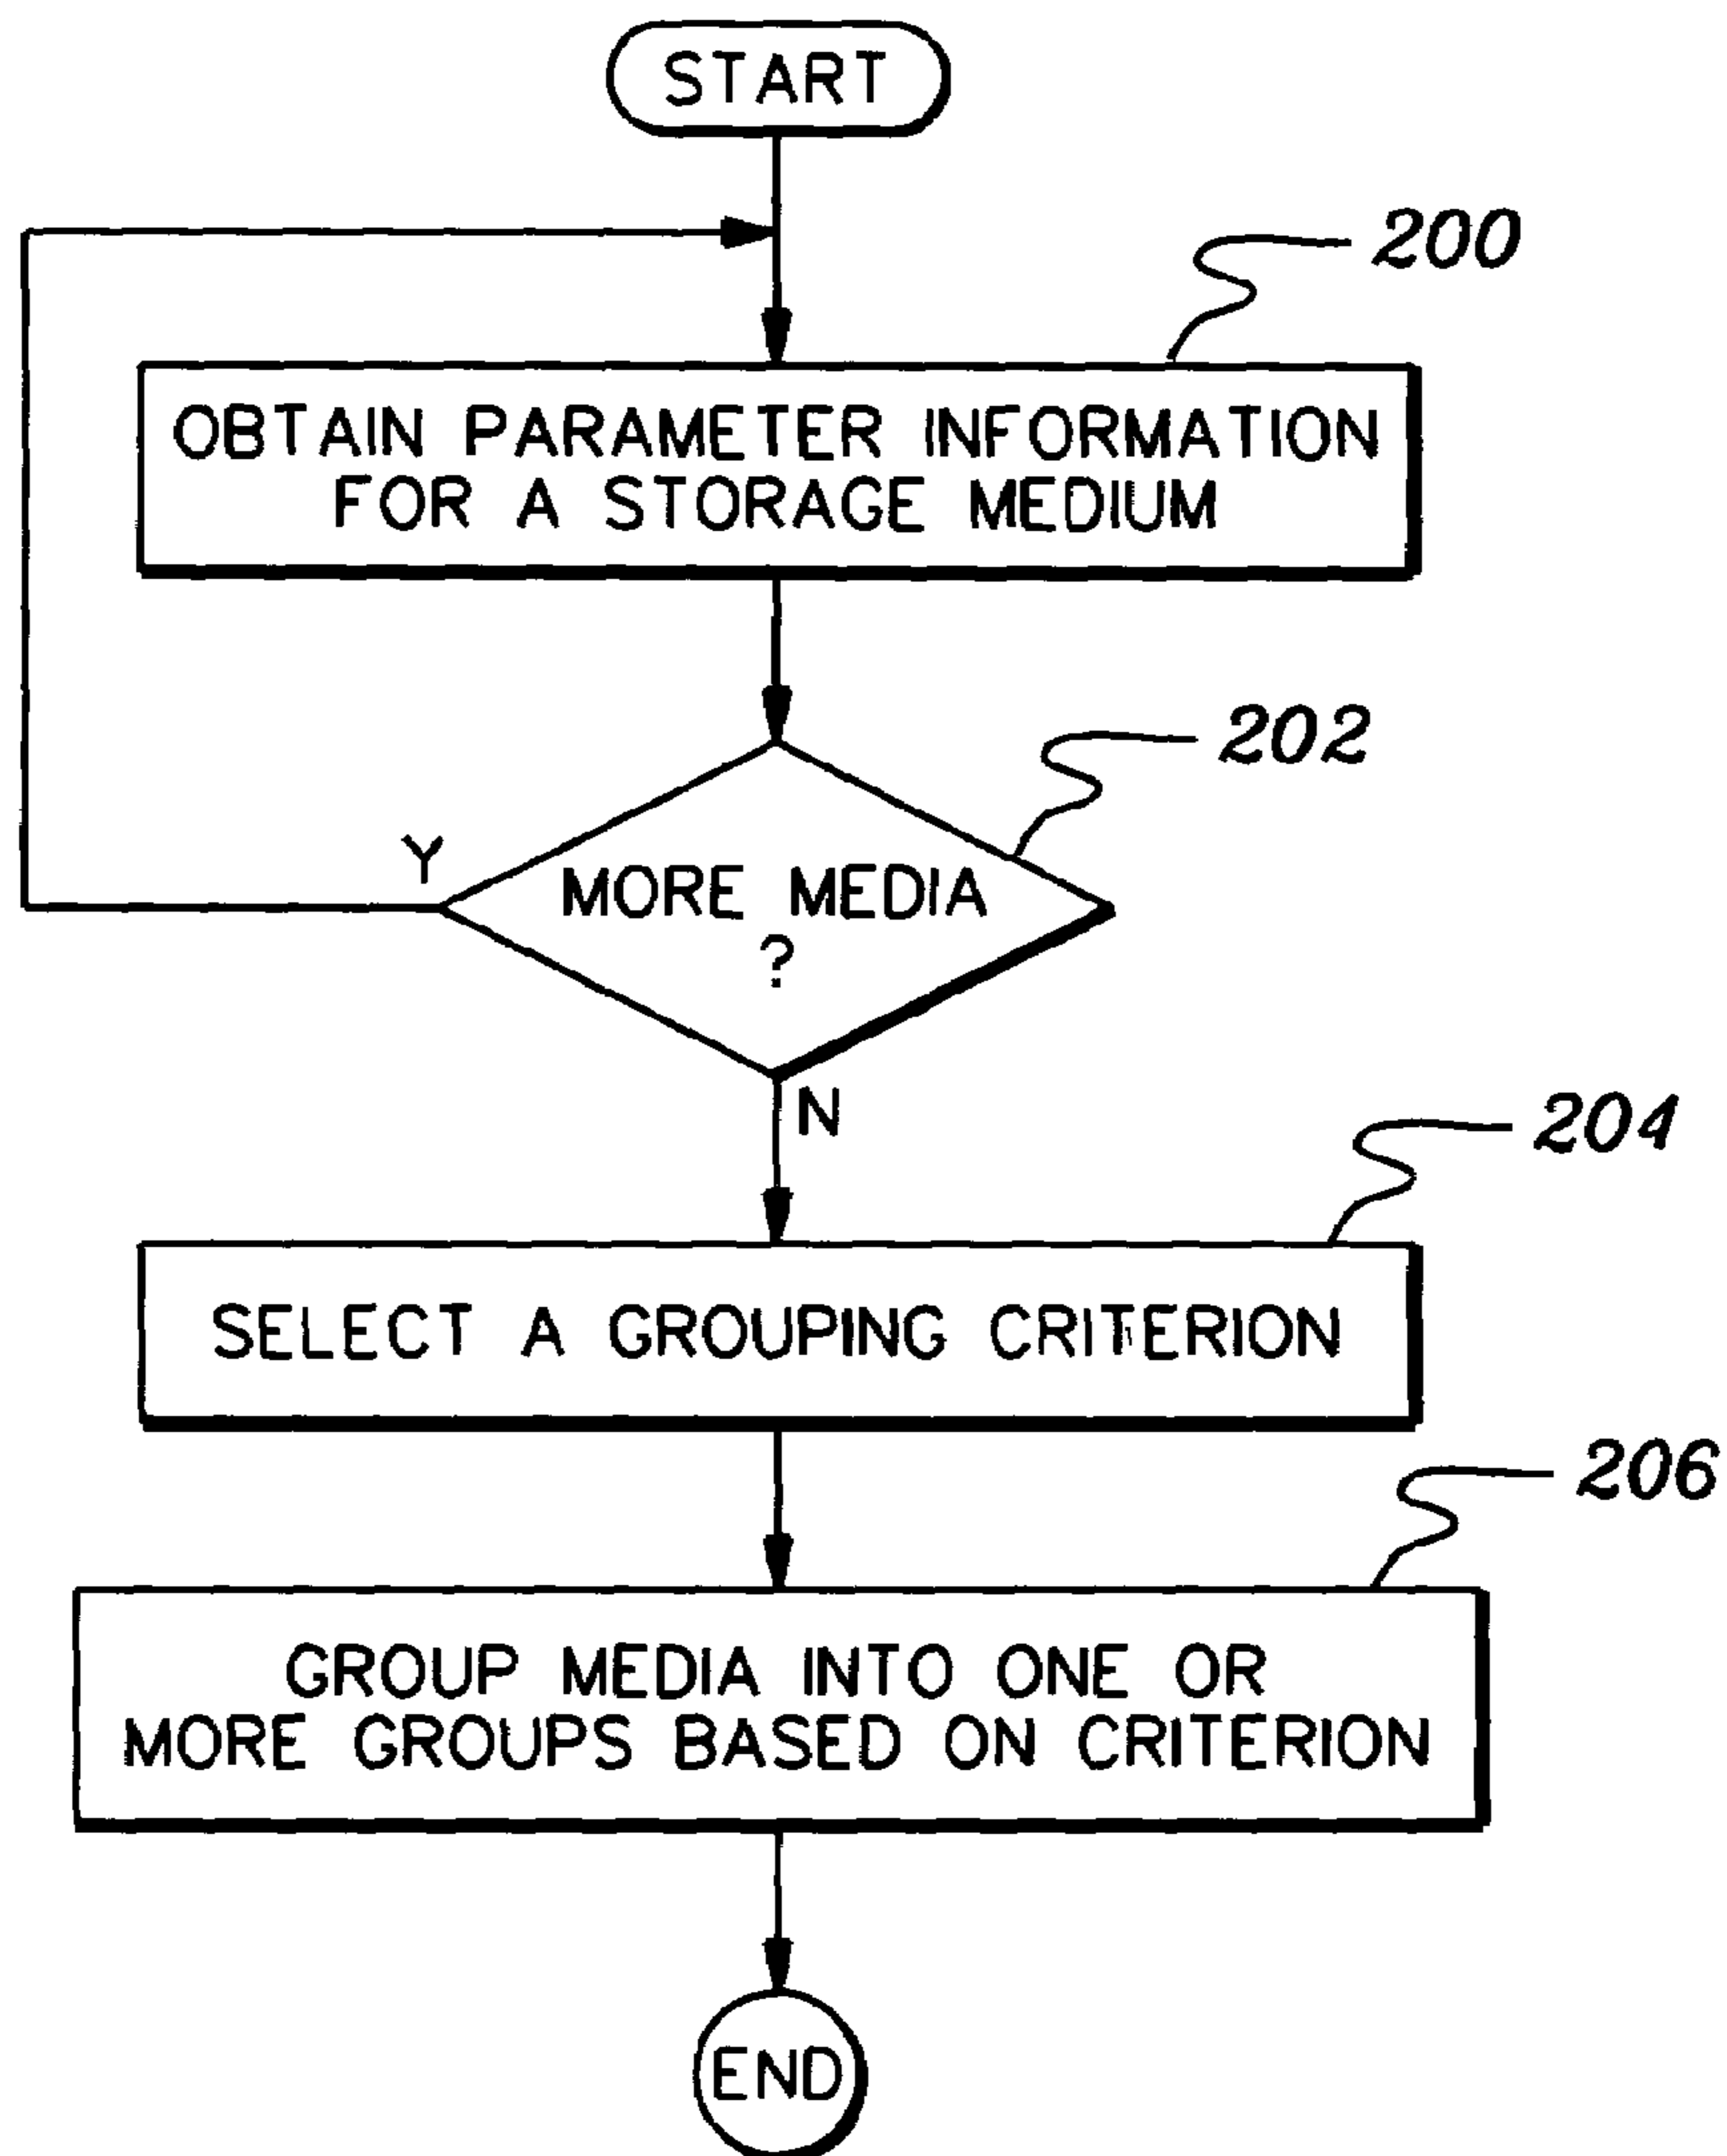 START
200
OBTAIN PARAMETER INFORMATION
FOR A STORAGE MEDIUM
202
Y
MORE MEDIA
?
N
204
SELECT A GROUPING CRITERION
206
GROUP MEDIA INTO ONE OR
MORE GROUPS BASED ON CRITERION
END